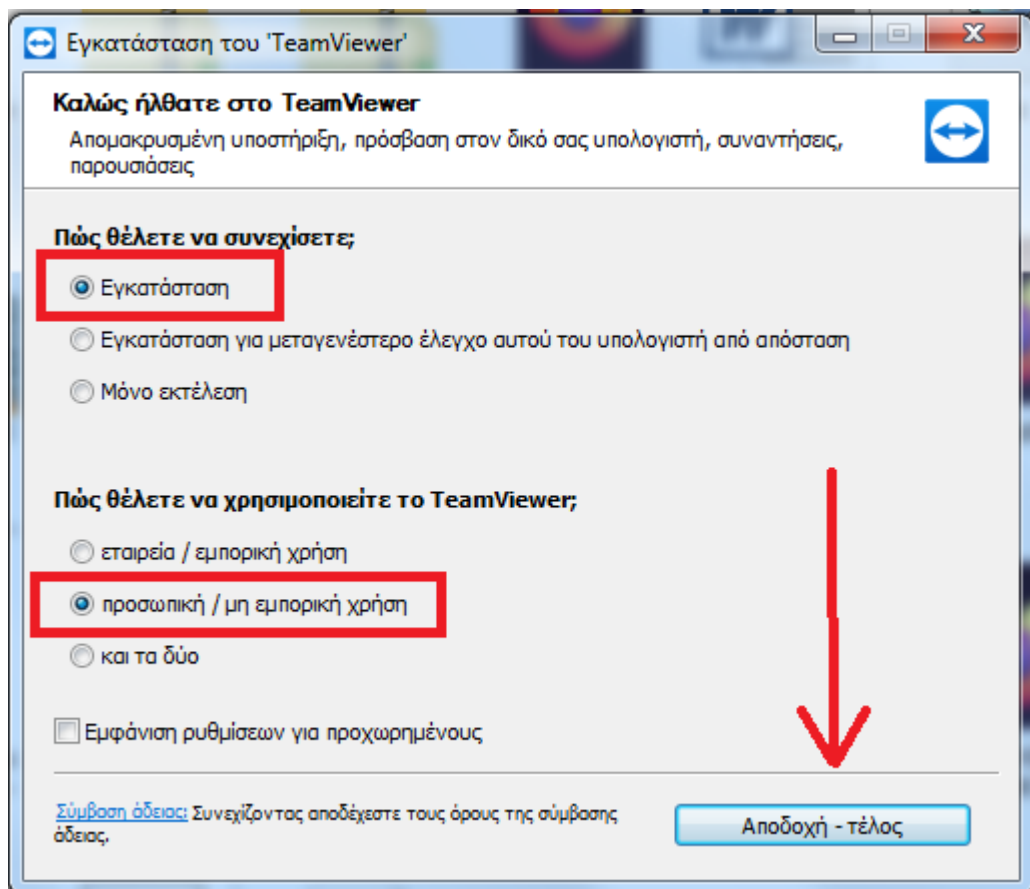 Εγκατάσταση του 'TeamViewer'
Καλώς ήλθατε στο TeamViewer
Απομακρυσμένη υποστήριξη, πρόσβαση στον δικό σας υπολογιστή, συναντήσεις,
παρουσιάσεις
Πώς θέλετε να συνεχίσετε;
Εγκατάσταση
Εγκατάσταση για μεταγενέστερο έλεγχο αυτού του υπολογιστή από απόσταση
Μόνο εκτέλεση
Πώς θέλετε να χρησιμοποιείτε το TeamViewer;
εταιρεία / εμπορική χρήση
προσωπική / μη εμπορική χρήση
και τα δύο
Εμφάνιση ρυθμίσεων για προχωρημένους
Σύμβαση άδειας: Συνεχίζοντας αποδέχεστε τους όρους της σύμβασης
άδειας.
Αποδοχή - τέλος